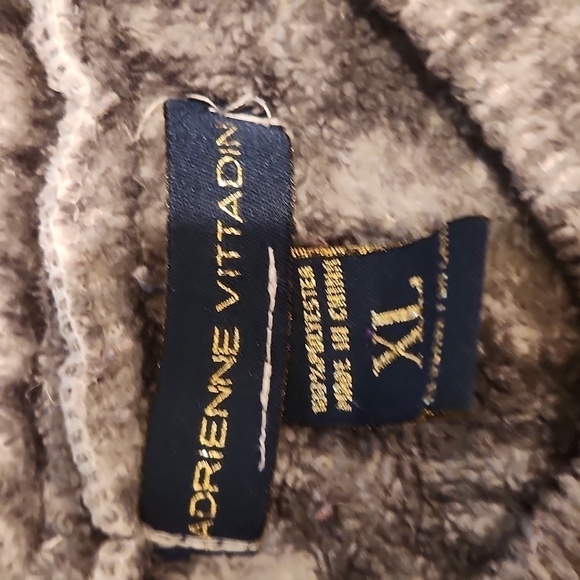 ADRIENNE VITTADIN
100% POLYESTER
MADE IN CHINA
XL